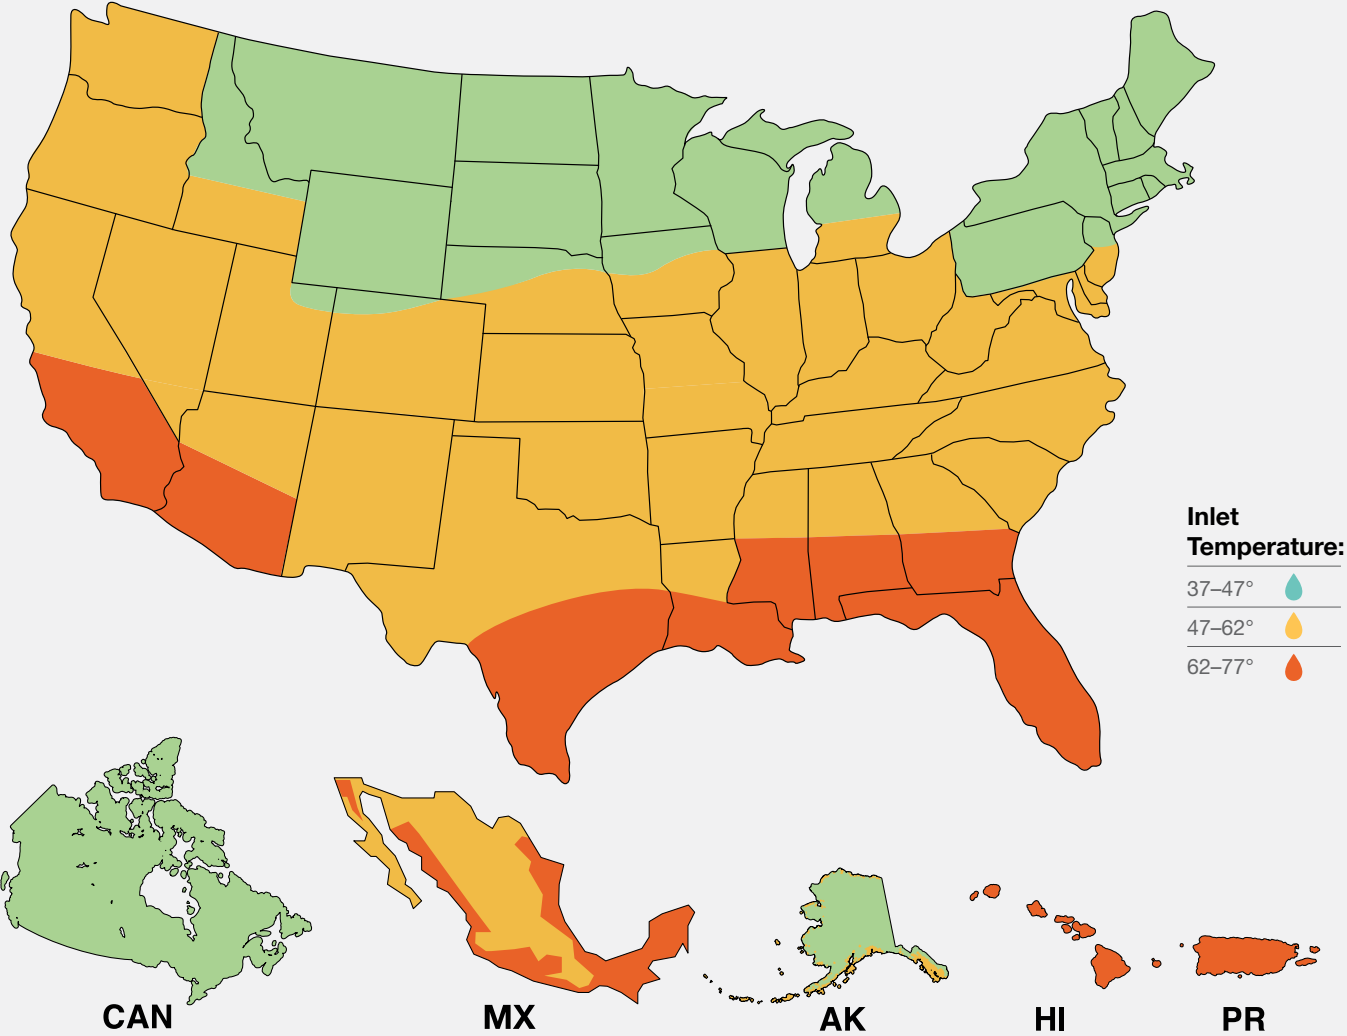 Inlet
Temperature:
37–47°
47–62°
62–77°
CAN
MX
AK
HI
PR